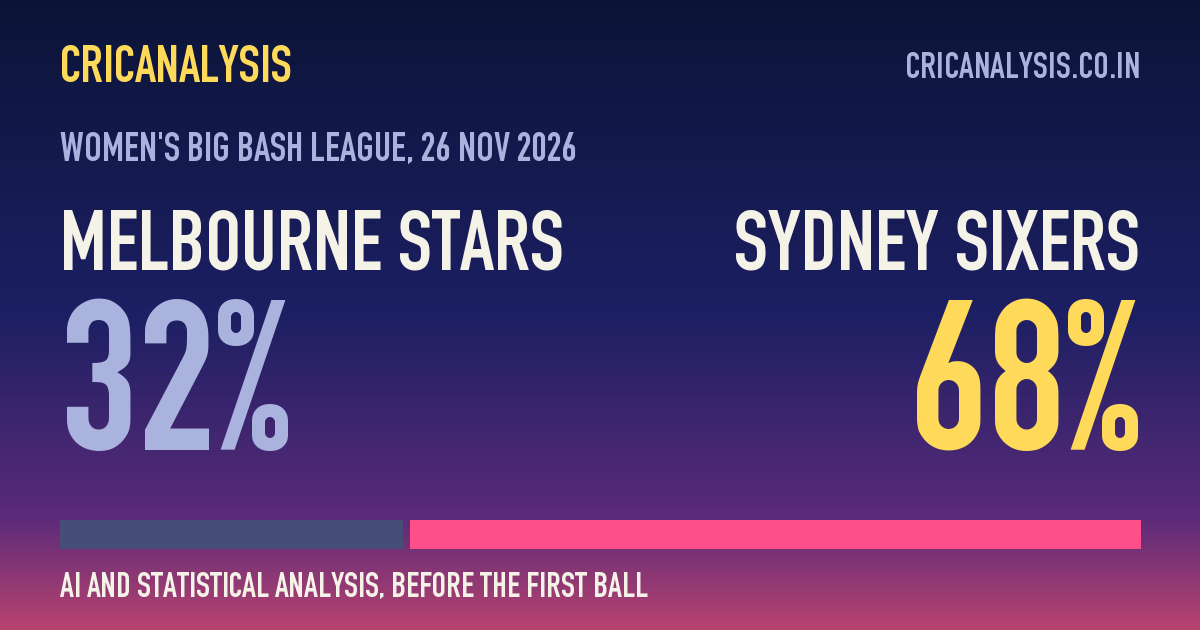 CRICANALYSIS
CRICANALYSIS.CO.IN
WOMEN'S BIG BASH LEAGUE, 26 NOV 2026
MELBOURNE STARS
SYDNEY SIXERS
32%
68%
AI AND STATISTICAL ANALYSIS, BEFORE THE FIRST BALL